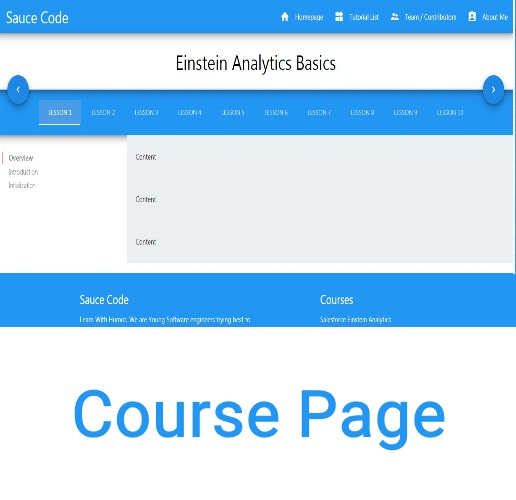 Sauce Code
Homepage Tutorial List Team / Contributors About Me
Einstein Analytics Basics
LESSON 1 LESSON 2 LESSON 3 LESSON 4 LESSON 5 LESSON 6 LESSON 7 LESSON 8 LESSON 9 LESSON 10
Overview
Introduction
Intialization
Content
Content
Content
Sauce Code
Learn With Humor, We are Young Software engineers trying best to
Courses
Salesforce Einstein Analytics
Course Page